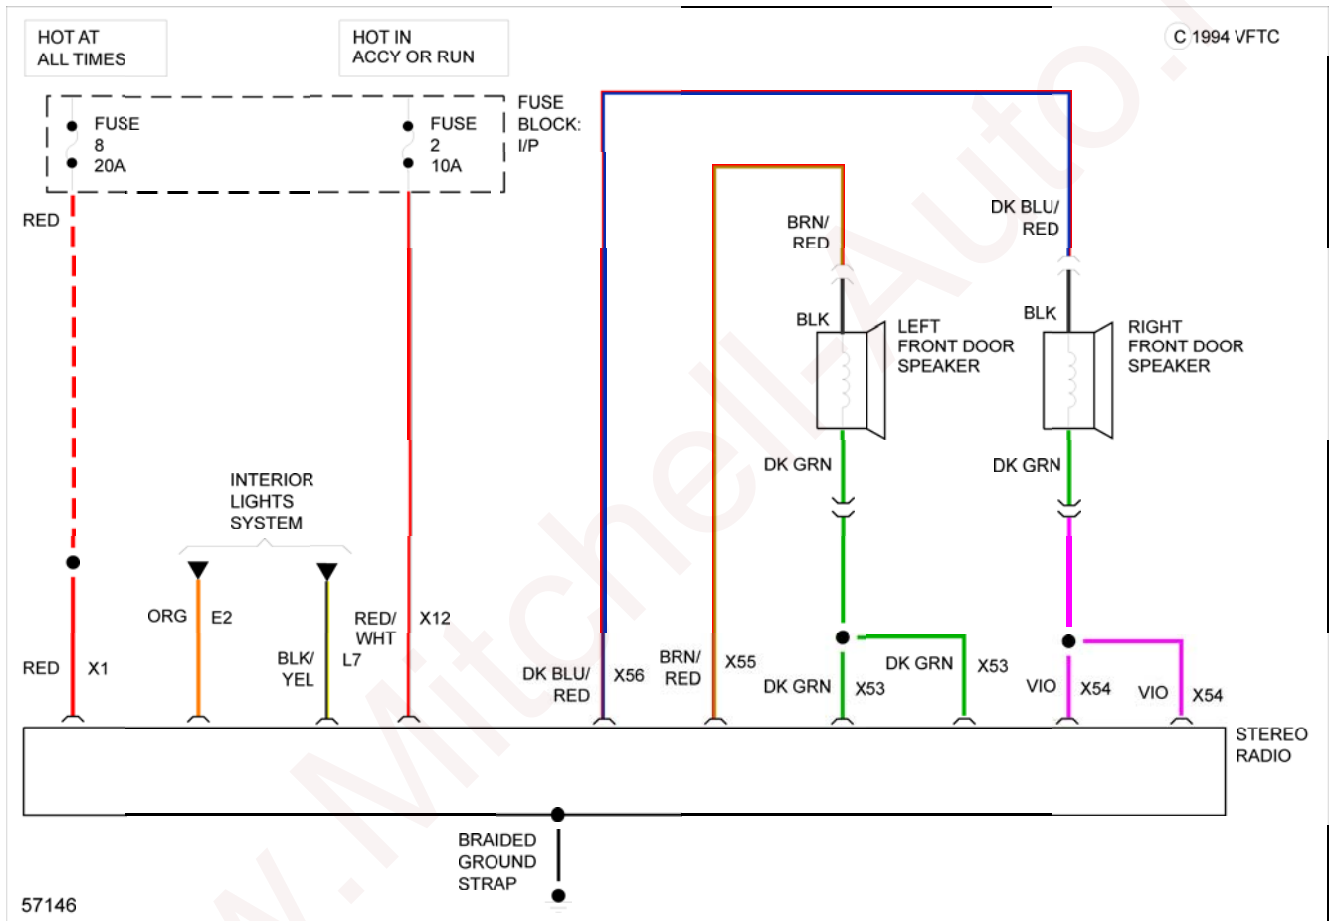 HOT AT
ALL TIMES
HOT IN
ACCY OR RUN
C 1994 VFTC
FUSE
8
20A
FUSE
2
10A
FUSE
BLOCK:
I/P
RED
BRN/
RED
DK BLU/
RED
BLK
LEFT
FRONT DOOR
SPEAKER
BLK
RIGHT
FRONT DOOR
SPEAKER
DK GRN
DK GRN
INTERIOR
LIGHTS
SYSTEM
ORG
E2
RED/
WHT
X12
RED
X1
BLK/
YEL
L7
DK BLU/
RED
X56
BRN/
RED
X55
DK GRN
X53
DK GRN
X53
VIO
X54
VIO
X54
STEREO
RADIO
BRAIDED
GROUND
STRAP
57146
w.Mitchell-Auto.r